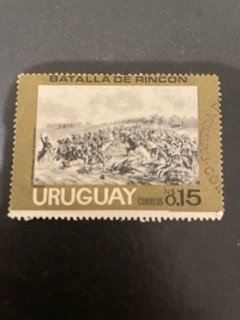 BATALLA DE RINCON
URUGUAY CORREOS N$ 0.15